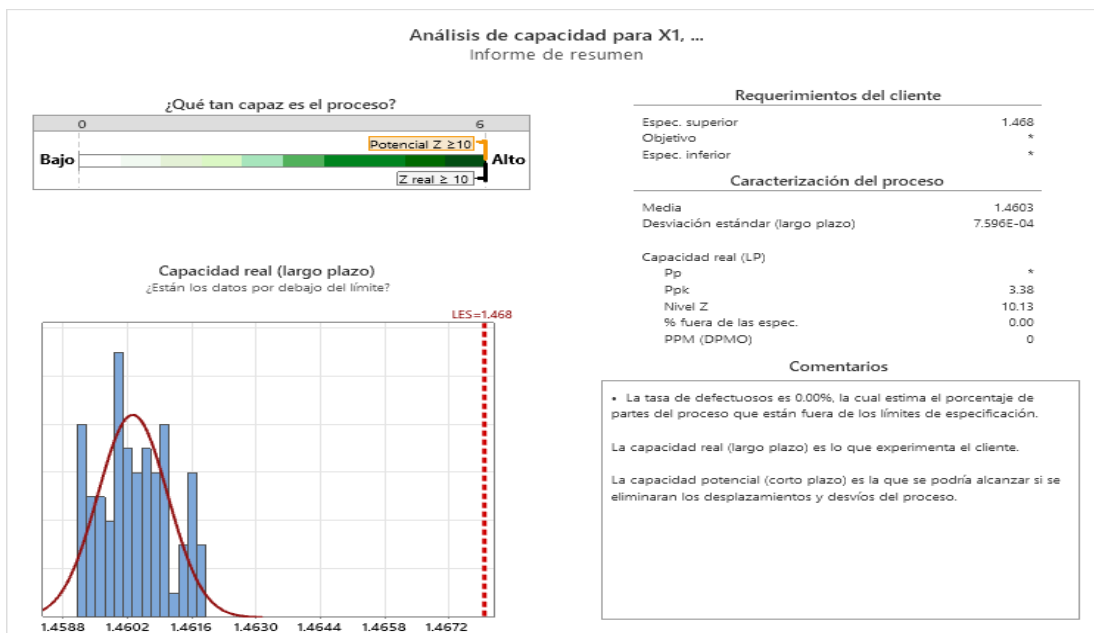 Análisis de capacidad para X1, ...
Informe de resumen
¿Qué tan capaz es el proceso?
0 6
Potencial Z ≥10
Bajo Alto
Z real ≥ 10
Capacidad real (largo plazo)
¿Están los datos por debajo del límite?
LES=1.468
1.4588 1.4602 1.4616 1.4630 1.4644 1.4658 1.4672
Requerimientos del cliente
Espec. superior 1.468
Objetivo *
Espec. inferior *
Caracterización del proceso
Media 1.4603
Desviación estándar (largo plazo) 7.596E-04
Capacidad real (LP)
Pp *
Ppk 3.38
Nivel Z 10.13
% fuera de las espec. 0.00
PPM (DPMO) 0
Comentarios
• La tasa de defectuosos es 0.00%, la cual estima el porcentaje de
partes del proceso que están fuera de los límites de especificación.
La capacidad real (largo plazo) es lo que experimenta el cliente.
La capacidad potencial (corto plazo) es la que se podría alcanzar si se
eliminaran los desplazamientos y desvíos del proceso.